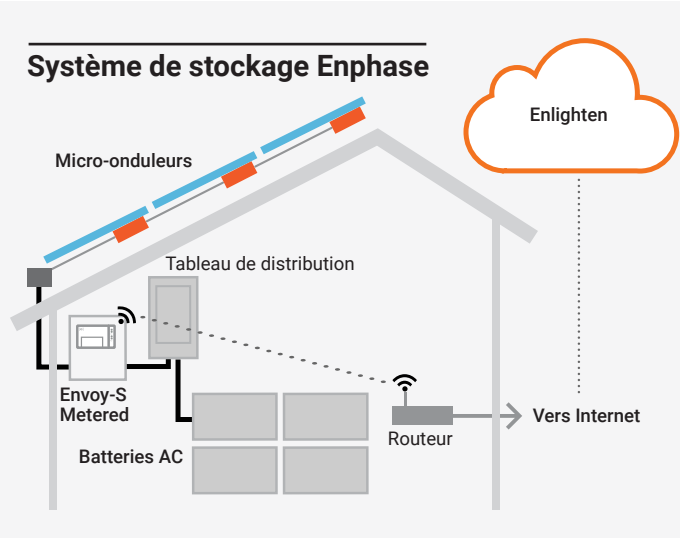 Système de stockage Enphase
Enlighten
Micro-onduleurs
Tableau de distribution
Envoy-S
Metered
Batteries AC
Routeur
Vers Internet